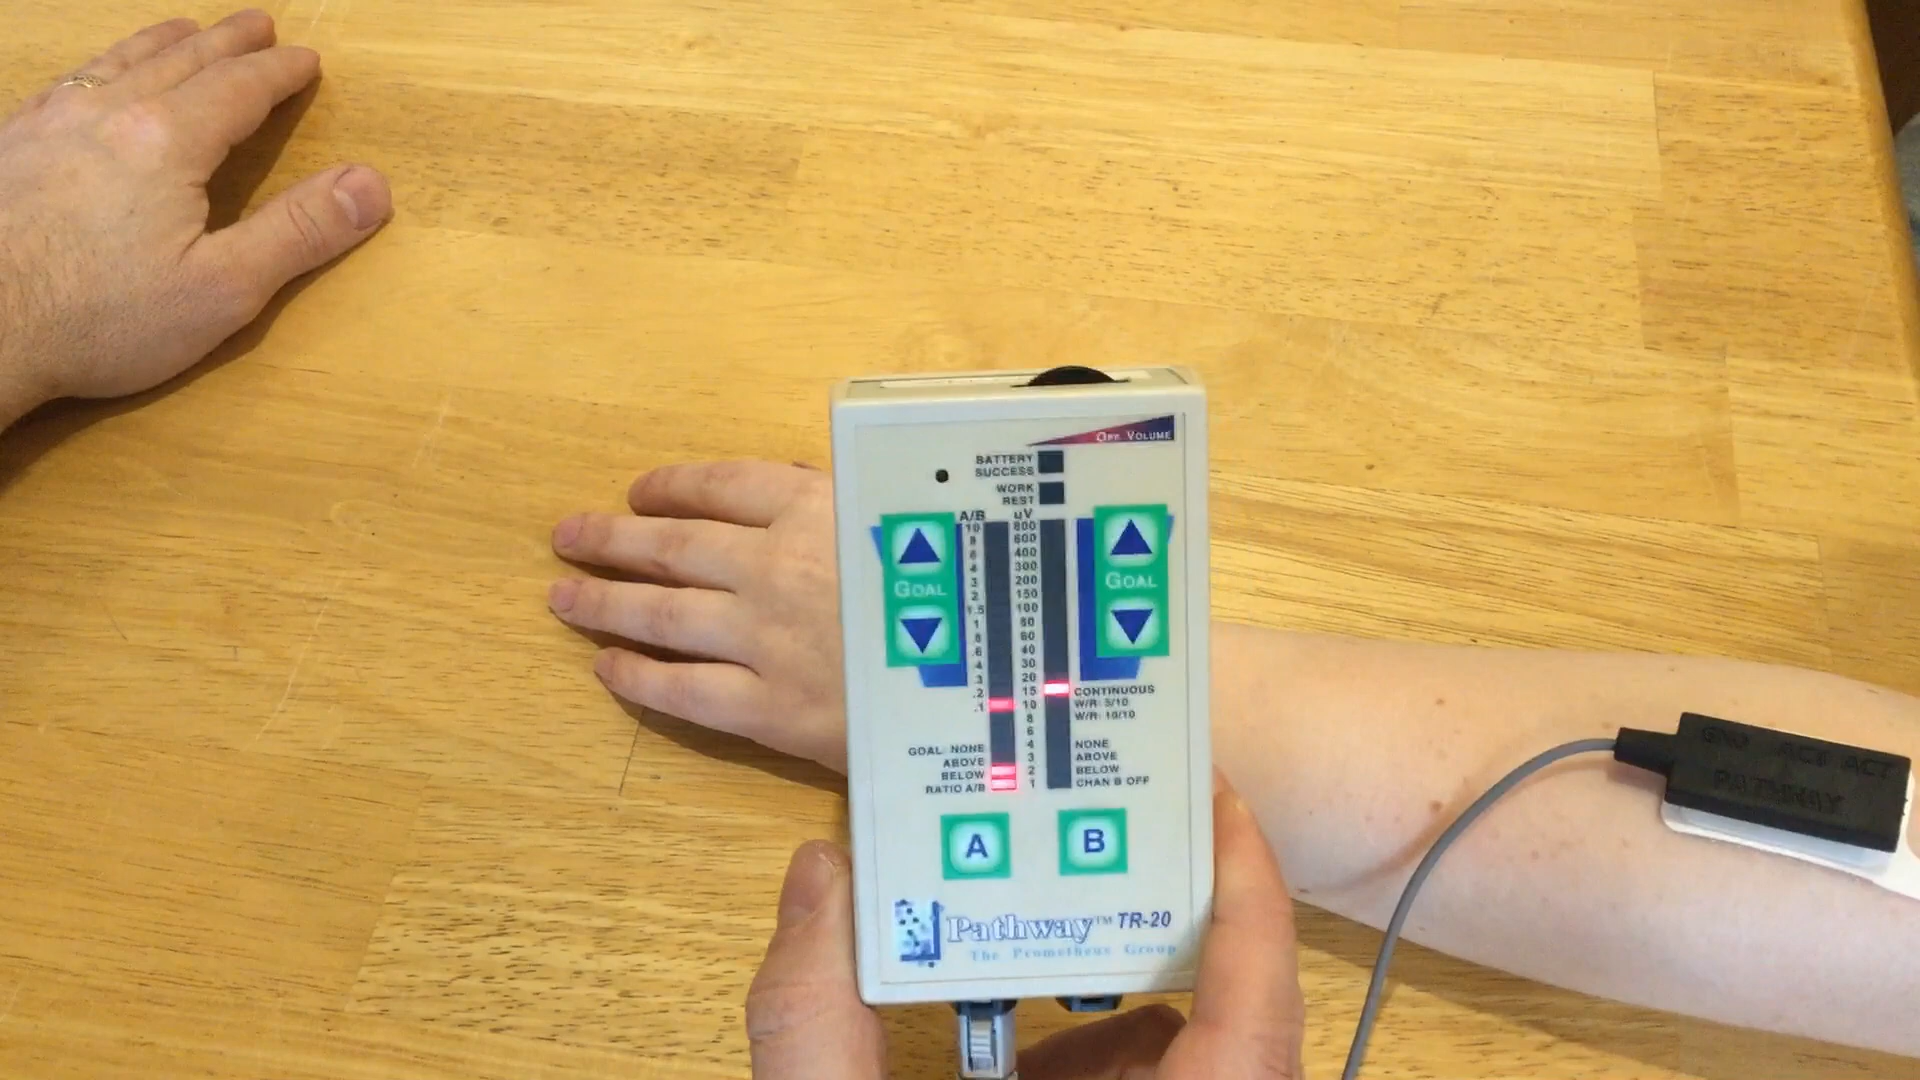 OFF VOLUME
BATTERY
SUCCESS
WORK
REST
A/B uV
10 800
8 600
6 400
4 300
3 200
2 150
1.5 100
1 80
.8 60
.6 40
.4 30
.3 20
.2 15 CONTINUOUS
.1 10 W/R: 5/10
8 W/R: 10/10
6
GOAL: NONE 4 NONE
ABOVE 3 ABOVE
BELOW 2 BELOW
RATIO A/B 1 CHAN B OFF
GOAL
GOAL
A B
Pathway™ TR-20
The Prometheus Group
GND ACT ACT
PATHWAY